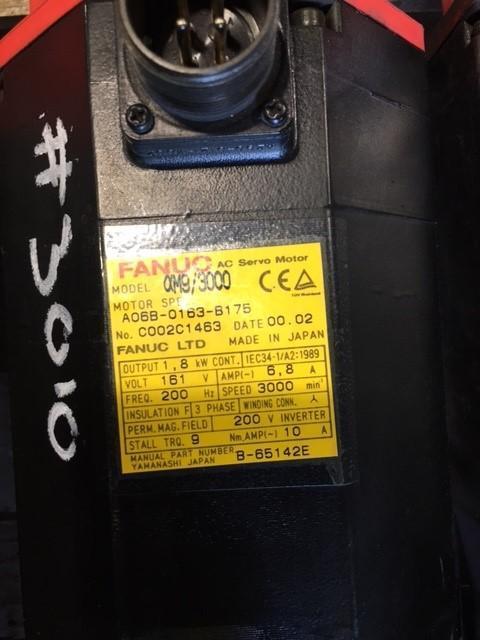 #3010
FANUC AC Servo Motor
MODEL αM9/3000 CE
MOTOR SPEC
A06B-0163-B175
No. C002C1463 DATE 00.02
FANUC LTD MADE IN JAPAN
OUTPUT 1,8 kW CONT. IEC34-1/A2:1989
VOLT 161 V AMP(~) 6,8 A
FREQ. 200 Hz SPEED 3000 min⁻¹
INSULATION F 3 PHASE WINDING CONN. 人
PERM. MAG. FIELD 200 V INVERTER
STALL TRQ. 9 Nm, AMP(~) 10 A
MANUAL PART NUMBER B-65142E
YAMANASHI JAPAN